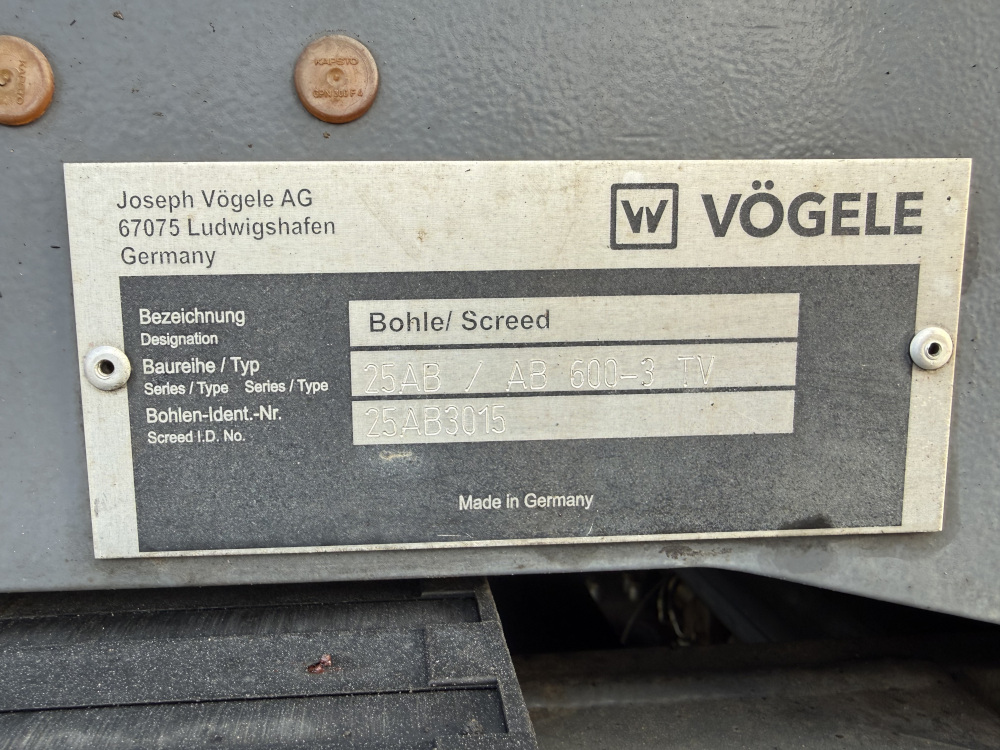 KAPSTO
Joseph Vögele AG
67075 Ludwigshafen
Germany
VÖGELE
Bezeichnung
Designation
Bohle/ Screed
Baureihe / Typ
Series / Type Series / Type
25AB / AB 600-3 TV
Bohlen-Ident.-Nr.
Screed I.D. No.
25AB3015
Made in Germany